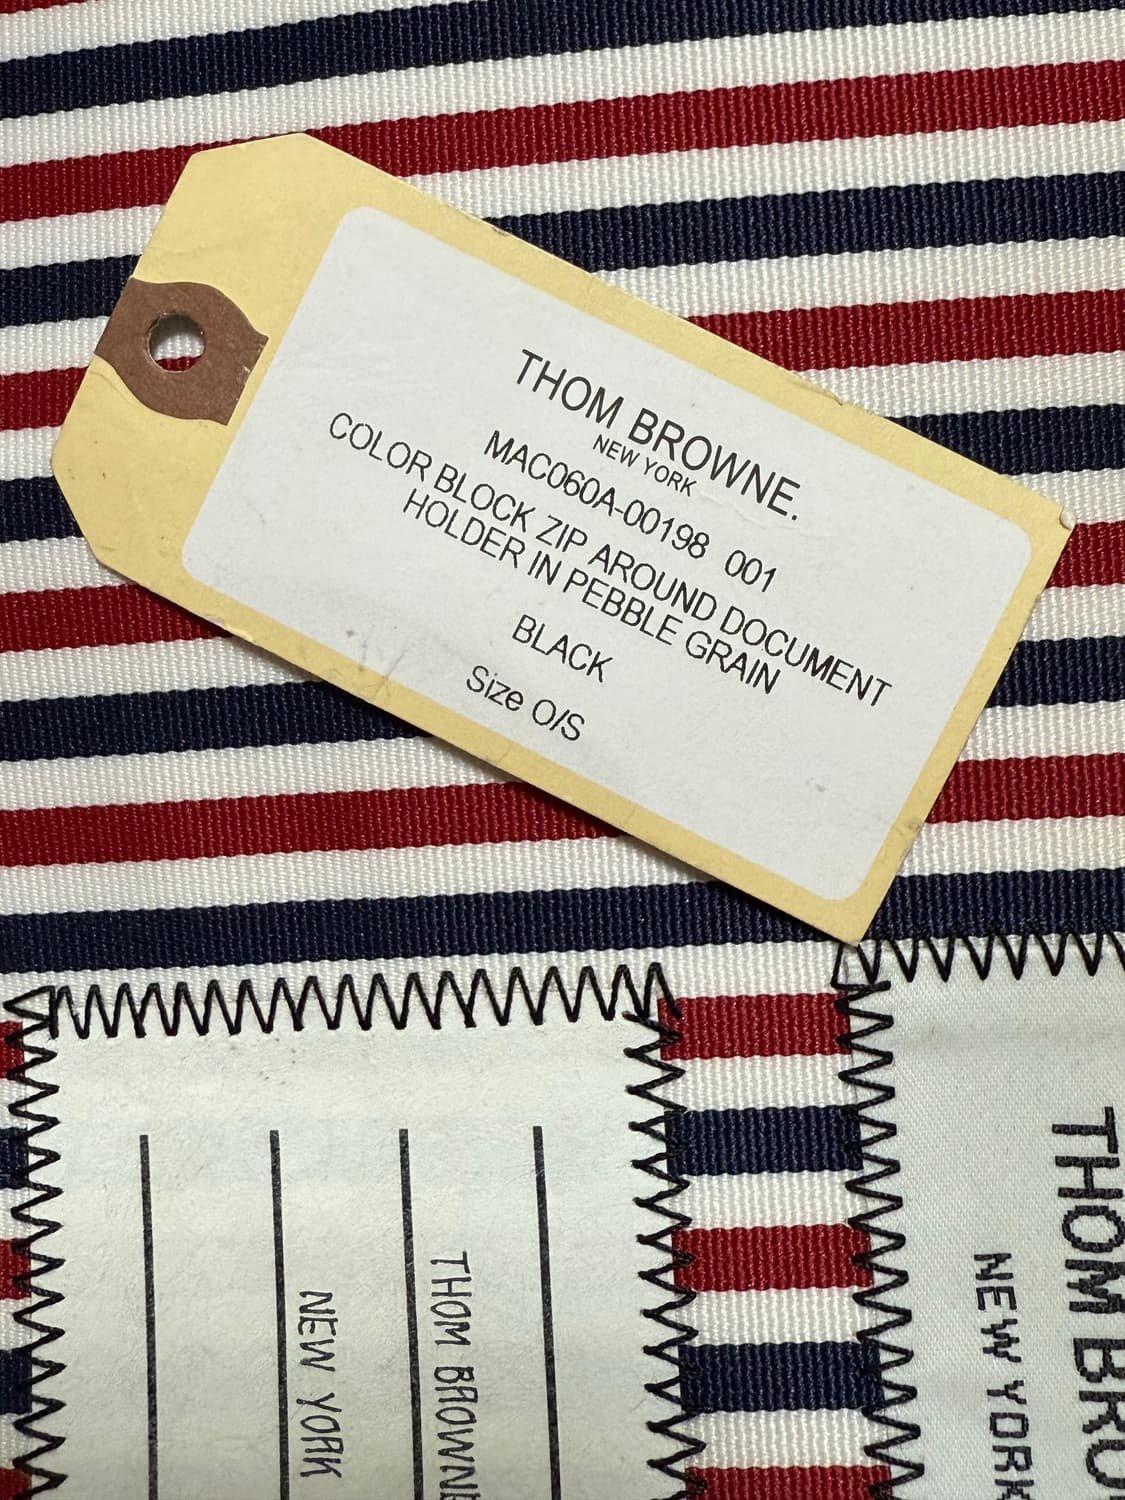 THOM BROWNE.
NEW YORK
MAC060A-00198 001
COLOR BLOCK ZIP AROUND DOCUMENT
HOLDER IN PEBBLE GRAIN
BLACK
Size O/S
THOM BROWNE
NEW YORK
THOM BRO
NEW YORK